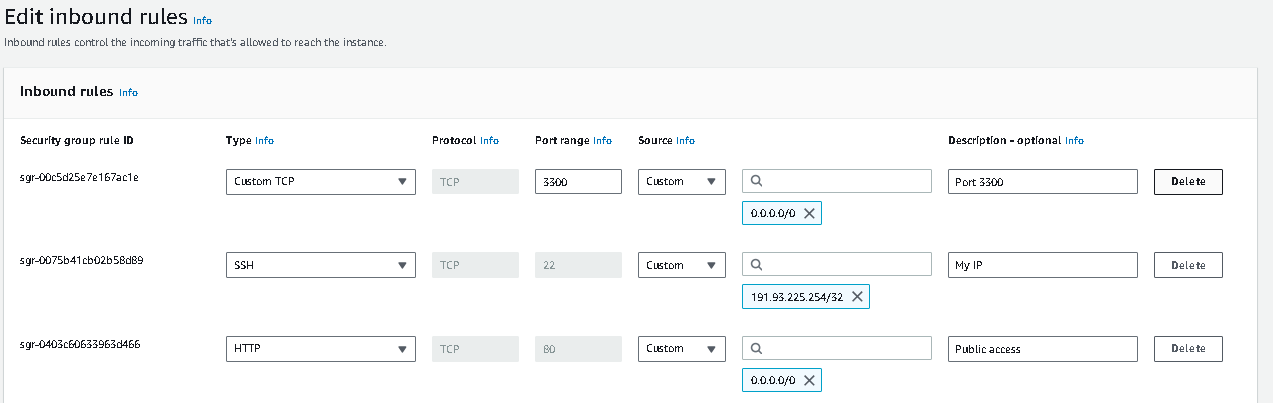 Edit inbound rules Info
Inbound rules control the incoming traffic that's allowed to reach the instance.
Inbound rules Info
Security group rule ID Type Info Protocol Info Port range Info Source Info Description - optional Info
sgr-00c5d25e7e167ac1e Custom TCP TCP 3300 Custom Port 3300 Delete
0.0.0.0/0
sgr-0075b41cb02b58d89 SSH TCP 22 Custom My IP Delete
191.93.225.254/32
sgr-0403c60633963d466 HTTP TCP 80 Custom Public access Delete
0.0.0.0/0